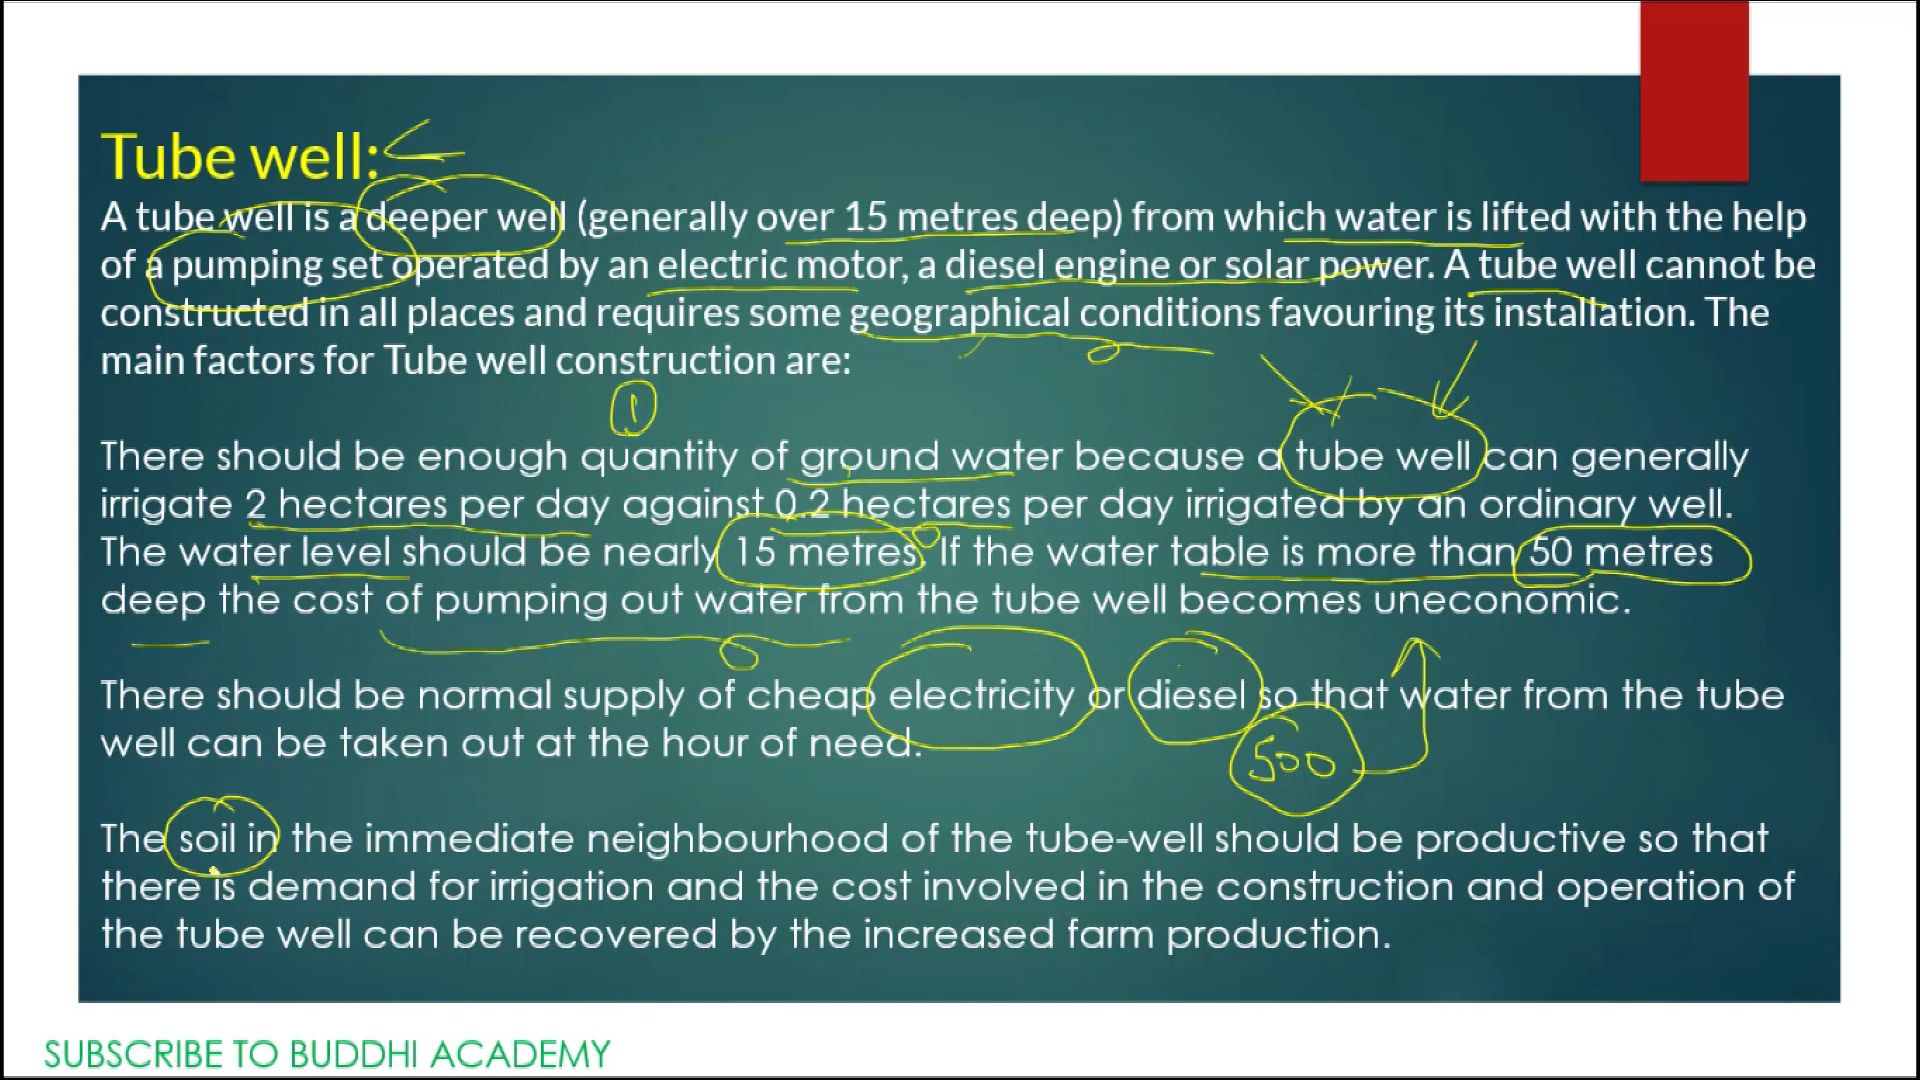 Tube well:
A tube well is a deeper well (generally over 15 metres deep) from which water is lifted with the help
of a pumping set operated by an electric motor, a diesel engine or solar power. A tube well cannot be
constructed in all places and requires some geographical conditions favouring its installation. The
main factors for Tube well construction are:
1
There should be enough quantity of ground water because a tube well can generally
irrigate 2 hectares per day against 0.2 hectares per day irrigated by an ordinary well.
The water level should be nearly 15 metres. If the water table is more than 50 metres
deep the cost of pumping out water from the tube well becomes uneconomic.
There should be normal supply of cheap electricity or diesel so that water from the tube
well can be taken out at the hour of need.
500
The soil in the immediate neighbourhood of the tube-well should be productive so that
there is demand for irrigation and the cost involved in the construction and operation of
the tube well can be recovered by the increased farm production.
SUBSCRIBE TO BUDDHI ACADEMY